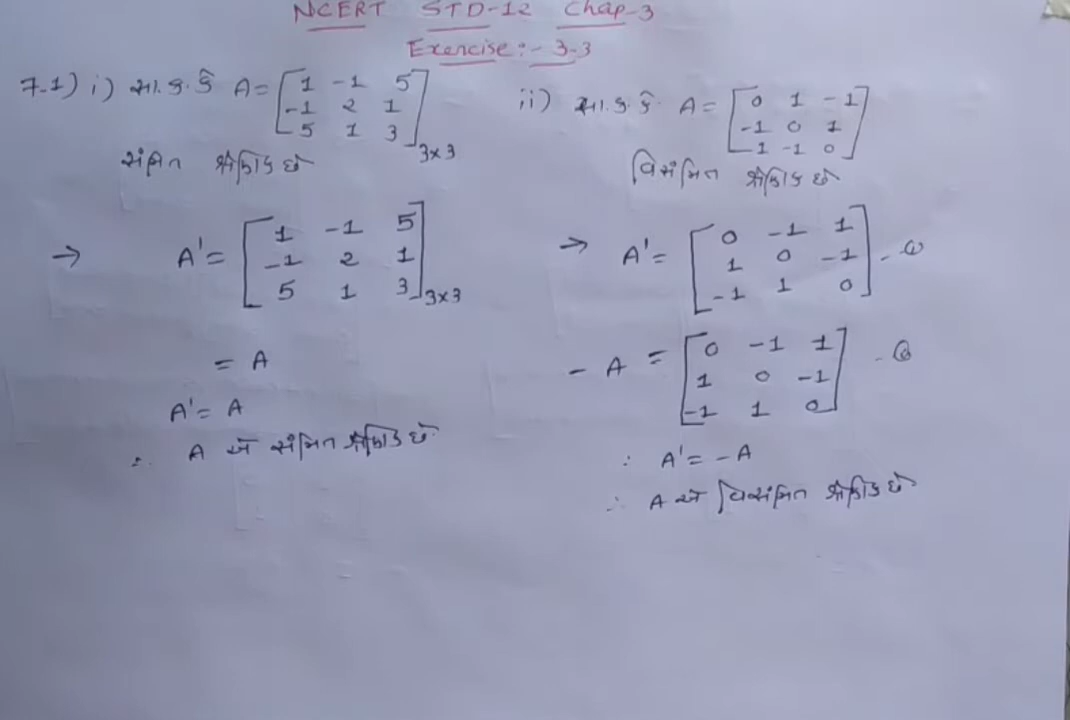 NCERT STD-12 Chap-3
Exercise:- 3.3
7.1) i) સા.કુ.કે A= [1 -1 5
-1 2 1
5 1 3]3x3
સંમિત શ્રેણિક છે
→ A'= [1 -1 5
-1 2 1
5 1 3]3x3
= A
A'= A
∴ A એ સંમિત શ્રેણિક છે.
ii) સા.કુ.કે. A= [0 1 -1
-1 0 1
1 -1 0]
વિસંમિત શ્રેણિક છે
→ A'= [0 -1 1
1 0 -1
-1 1 0] -①
- A = [0 -1 1
1 0 -1
-1 1 0] -②
∴ A'= -A
∴ A એ વિસંમિત શ્રેણિક છે